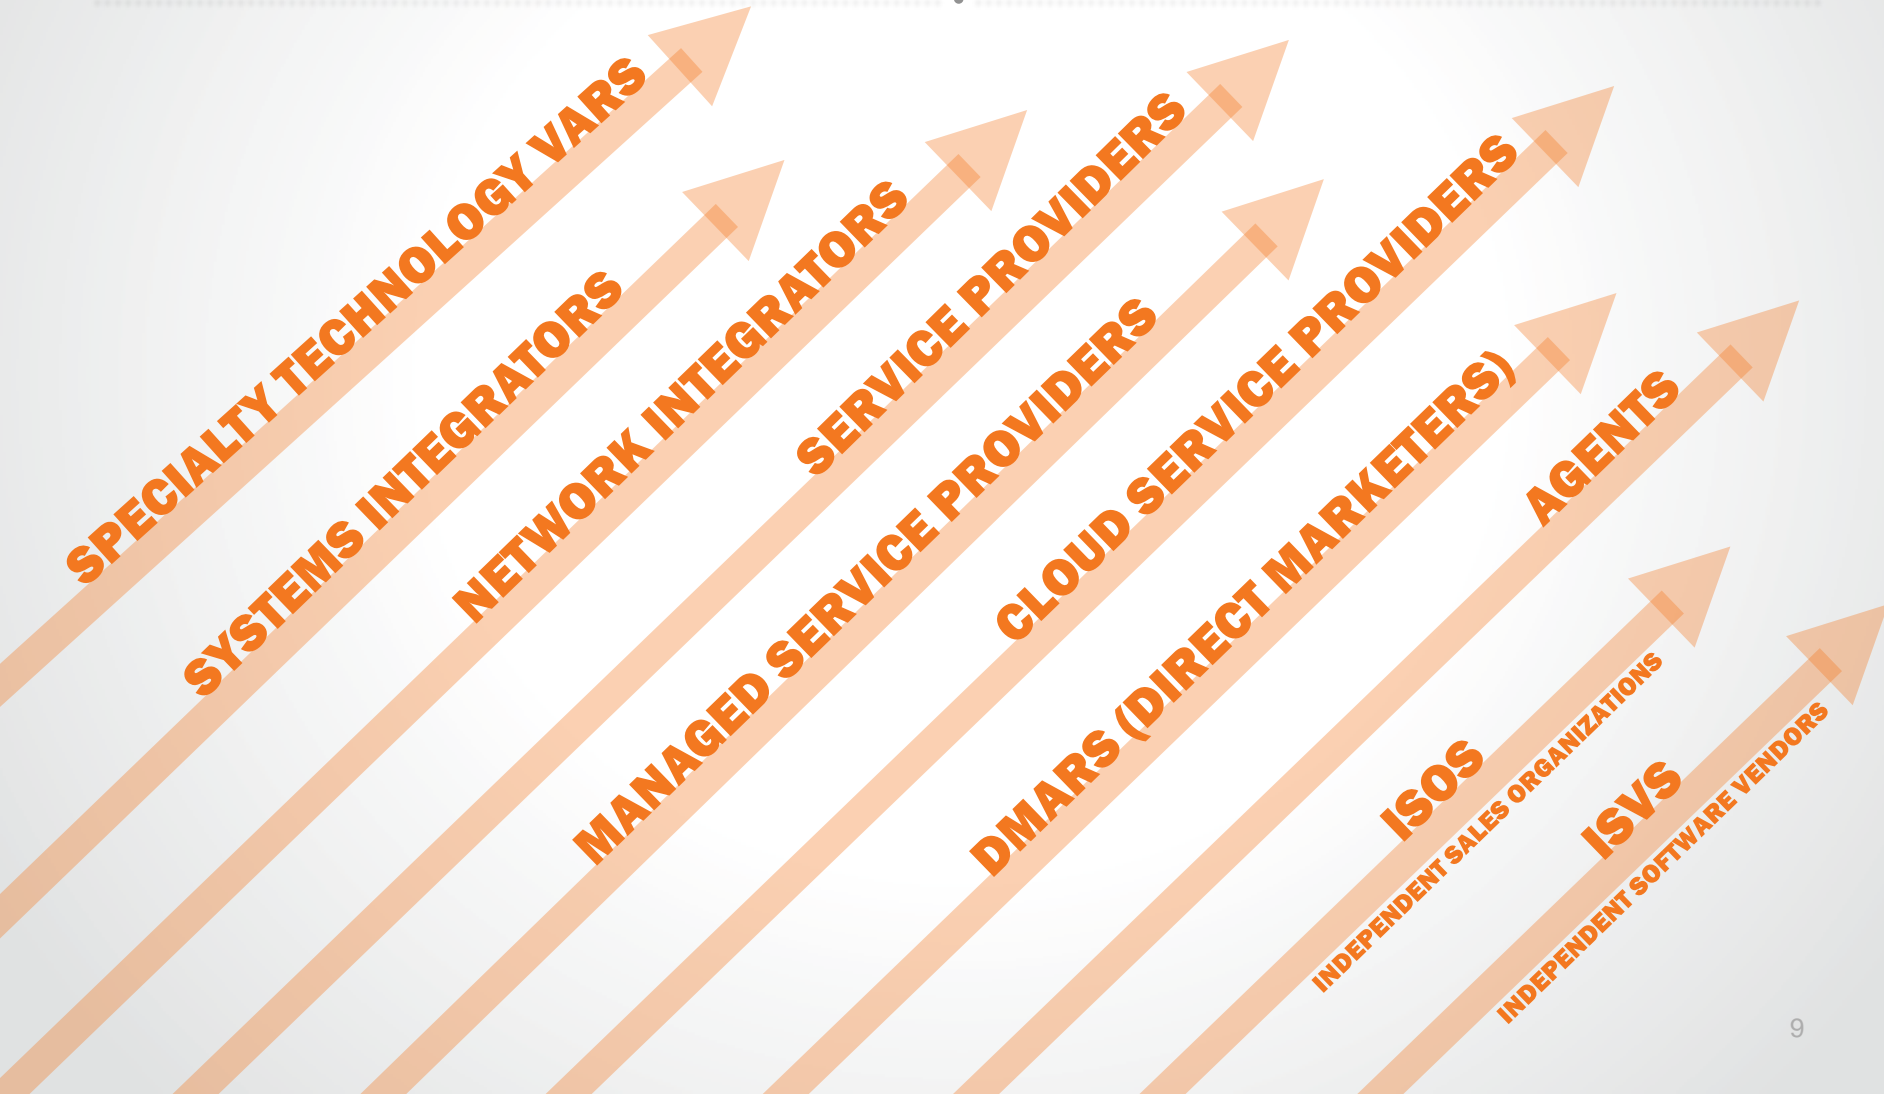 SPECIALTY TECHNOLOGY VARS
SYSTEMS INTEGRATORS
NETWORK INTEGRATORS
SERVICE PROVIDERS
MANAGED SERVICE PROVIDERS
CLOUD SERVICE PROVIDERS
DMARS (DIRECT MARKETERS)
AGENTS
ISOS
INDEPENDENT SALES ORGANIZATIONS
ISVS
INDEPENDENT SOFTWARE VENDORS
9